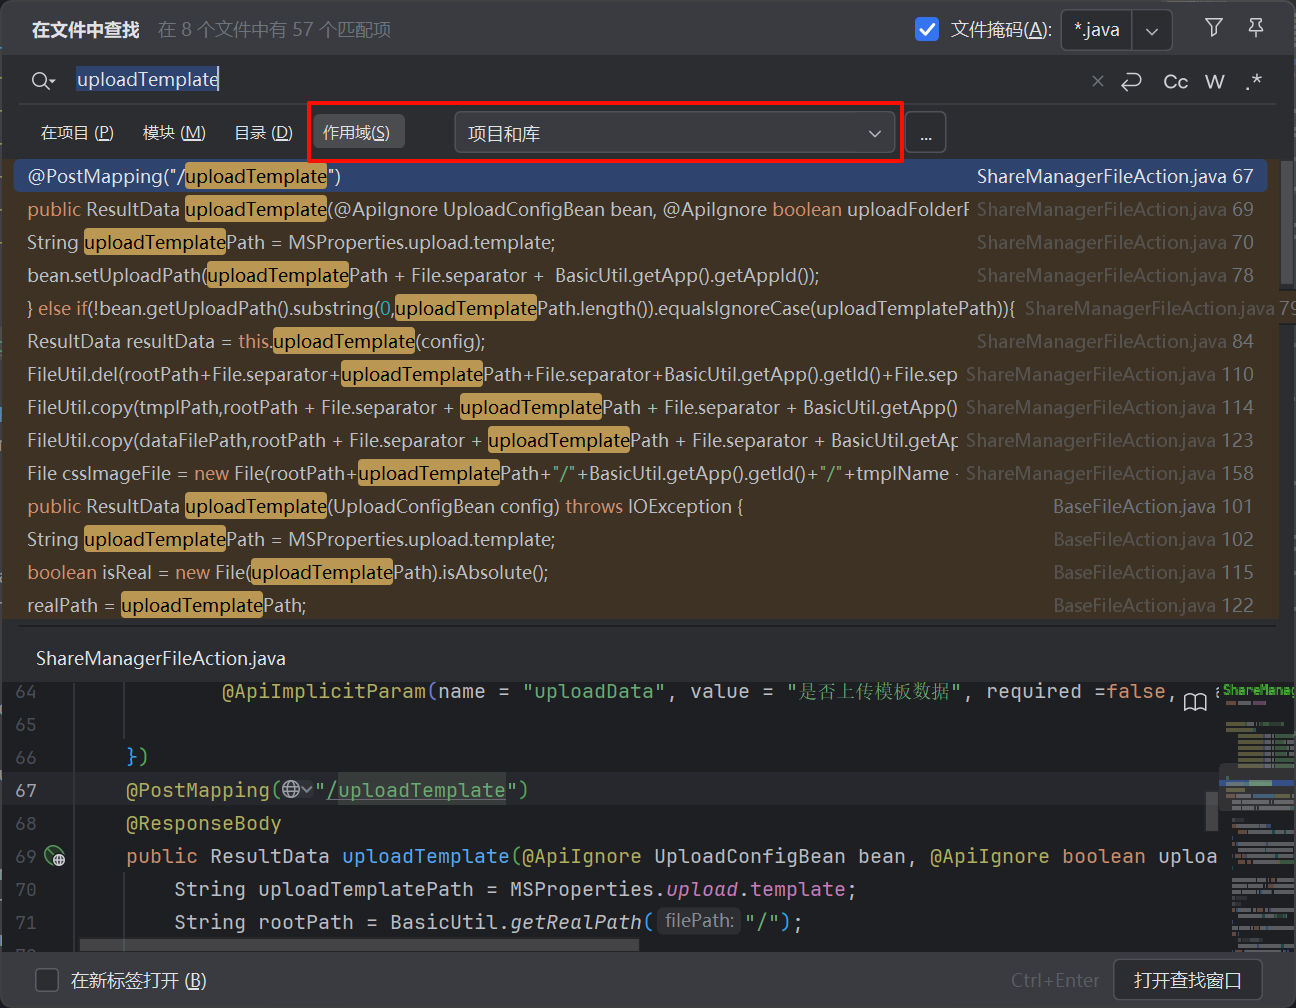 在文件中查找 在 8 个文件中有 57 个匹配项 文件掩码(A): *.java
uploadTemplate Cc W .*
在项目 (P) 模块 (M) 目录 (D) 作用域(S) 项目和库 ...
@PostMapping("/uploadTemplate") ShareManagerFileAction.java 67
public ResultData uploadTemplate(@ApiIgnore UploadConfigBean bean, @ApiIgnore boolean uploadFolderF ShareManagerFileAction.java 69
String uploadTemplatePath = MSProperties.upload.template; ShareManagerFileAction.java 70
bean.setUploadPath(uploadTemplatePath + File.separator + BasicUtil.getApp().getAppId()); ShareManagerFileAction.java 78
} else if(!bean.getUploadPath().substring(0,uploadTemplatePath.length()).equalsIgnoreCase(uploadTemplatePath)){ ShareManagerFileAction.java 79
ResultData resultData = this.uploadTemplate(config); ShareManagerFileAction.java 84
FileUtil.del(rootPath+File.separator+uploadTemplatePath+File.separator+BasicUtil.getApp().getId()+File.sep ShareManagerFileAction.java 110
FileUtil.copy(tmplPath,rootPath + File.separator + uploadTemplatePath + File.separator + BasicUtil.getApp() ShareManagerFileAction.java 114
FileUtil.copy(dataFilePath,rootPath + File.separator + uploadTemplatePath + File.separator + BasicUtil.getAp ShareManagerFileAction.java 123
File cssImageFile = new File(rootPath+uploadTemplatePath+"/"+BasicUtil.getApp().getId()+"/"+tmplName ShareManagerFileAction.java 158
public ResultData uploadTemplate(UploadConfigBean config) throws IOException { BaseFileAction.java 101
String uploadTemplatePath = MSProperties.upload.template; BaseFileAction.java 102
boolean isReal = new File(uploadTemplatePath).isAbsolute(); BaseFileAction.java 115
realPath = uploadTemplatePath; BaseFileAction.java 122
ShareManagerFileAction.java
64 @ApiImplicitParam(name = "uploadData", value = "是否上传模板数据", required =false, a
65
66 })
67 @PostMapping("/uploadTemplate")
68 @ResponseBody
69 public ResultData uploadTemplate(@ApiIgnore UploadConfigBean bean, @ApiIgnore boolean uploa
70 String uploadTemplatePath = MSProperties.upload.template;
71 String rootPath = BasicUtil.getRealPath( filePath: "/");
在新标签打开 (B) Ctrl+Enter 打开查找窗口